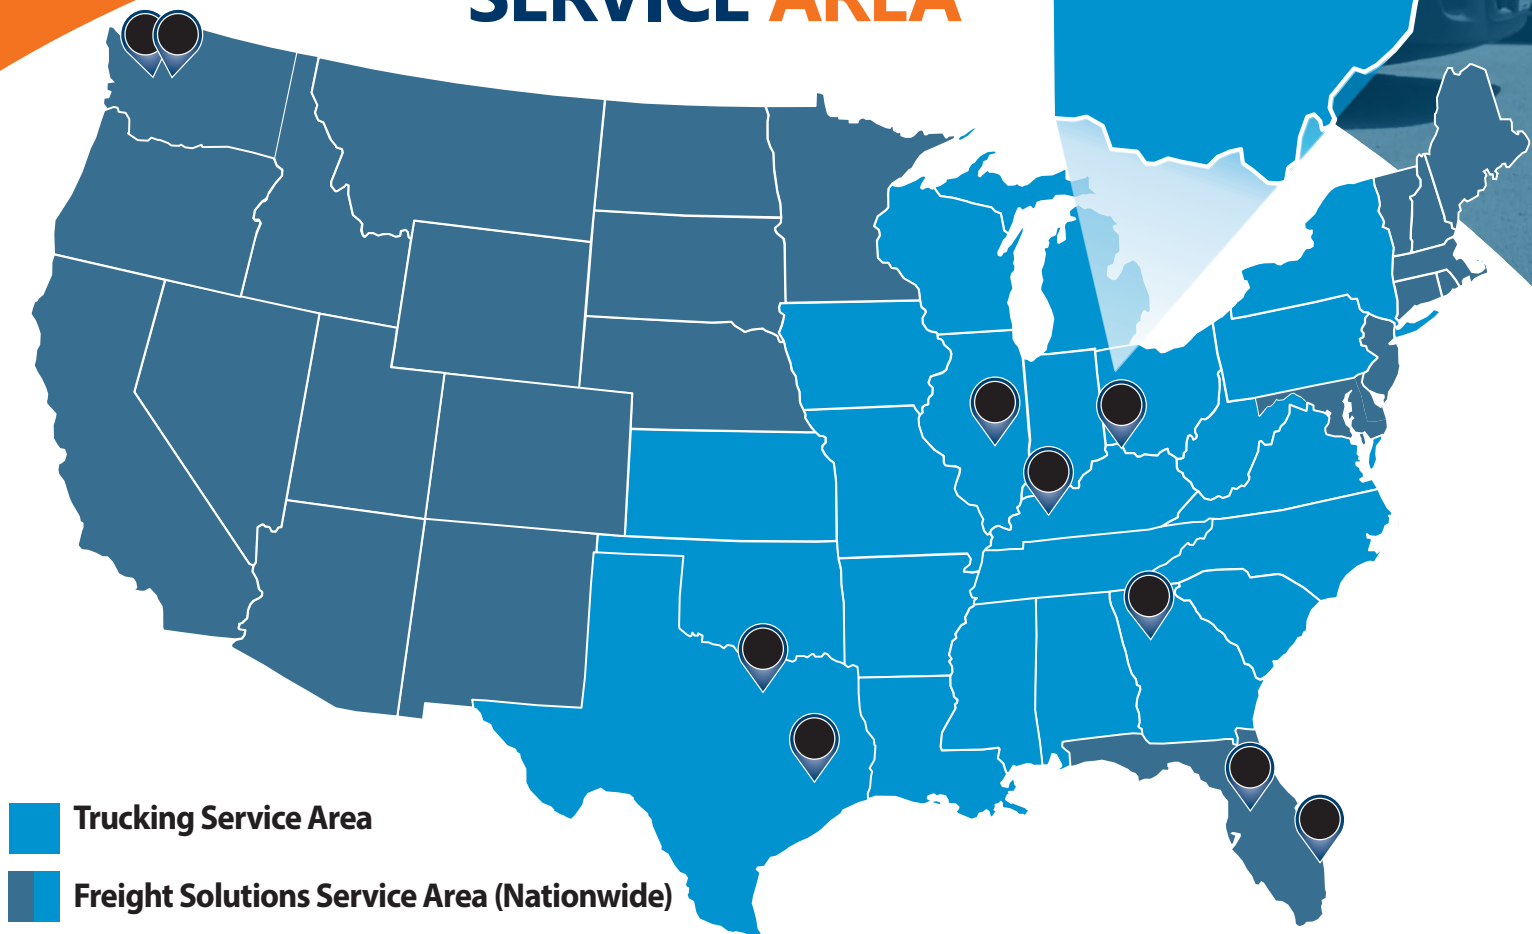 SERVICE AREA
Trucking Service Area
Freight Solutions Service Area (Nationwide)